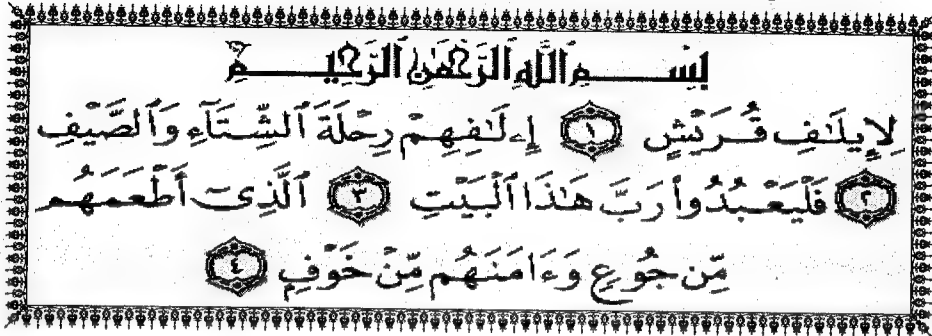 بِسْمِ ٱللَّهِ ٱلرَّحْمَٰنِ ٱلرَّحِيمِ
لِإِيلَٰفِ قُرَيْشٍ ١ إِۦلَٰفِهِمْ رِحْلَةَ ٱلشِّتَآءِ وَٱلصَّيْفِ
٢ فَلْيَعْبُدُوا۟ رَبَّ هَٰذَا ٱلْبَيْتِ ٣ ٱلَّذِىٓ أَطْعَمَهُم
مِّن جُوعٍ وَءَامَنَهُم مِّنْ خَوْفٍۭ ٤